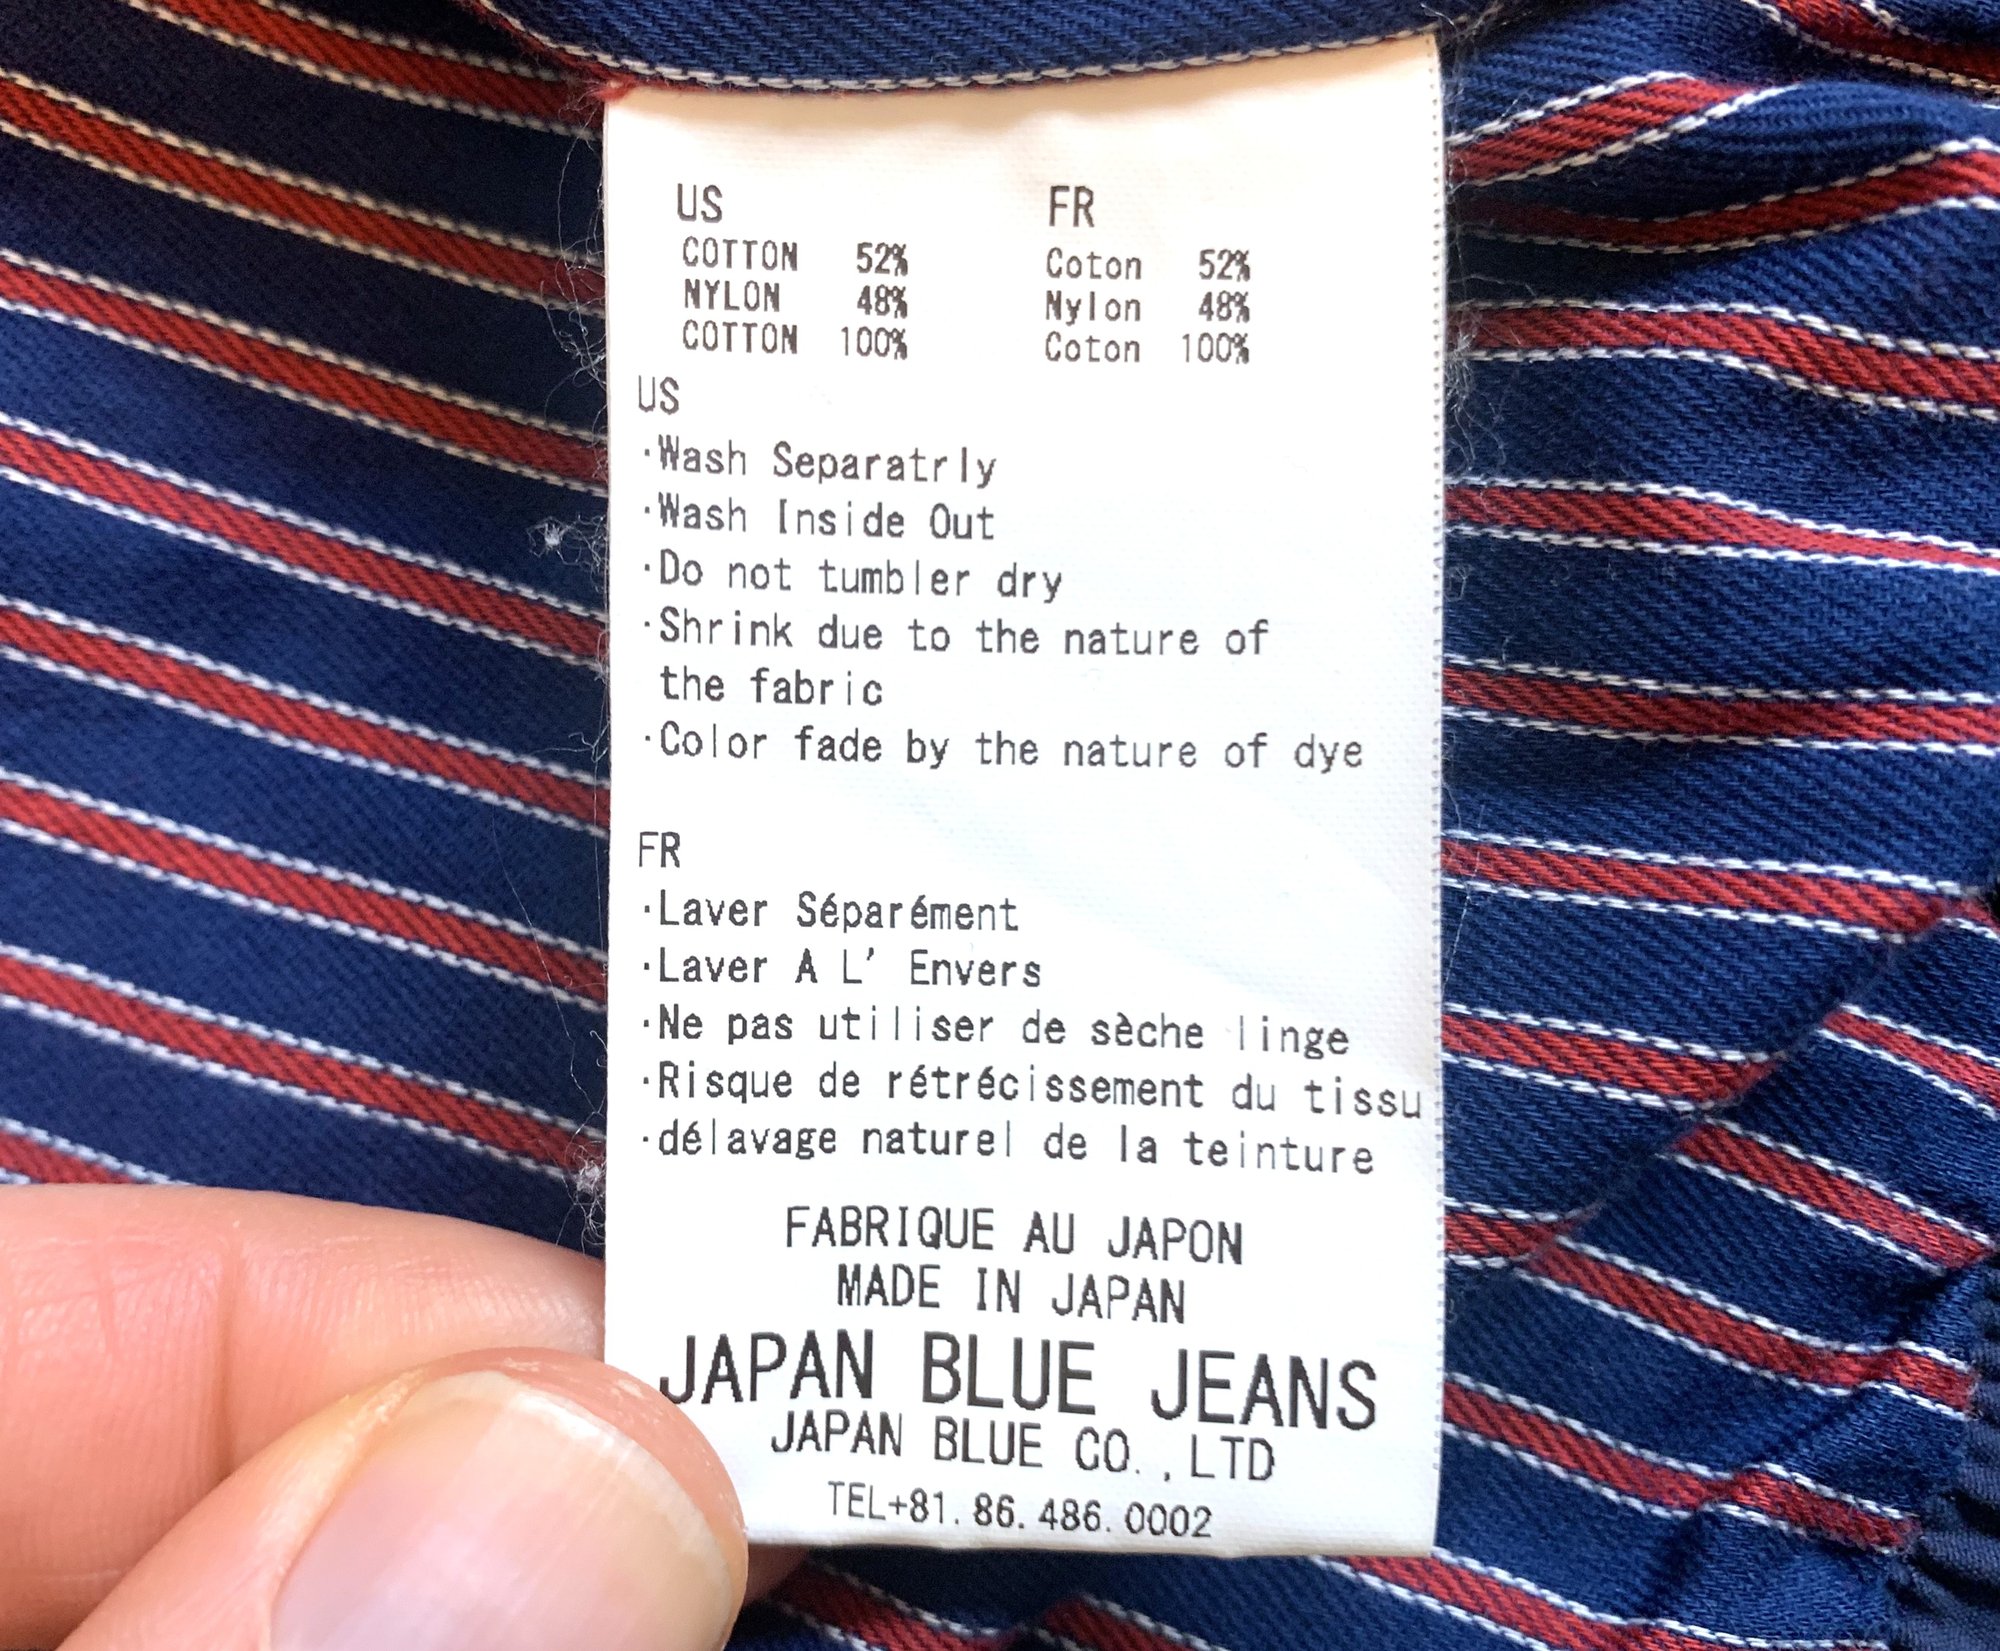 US
COTTON 52%
NYLON 48%
COTTON 100%
FR
Coton 52%
Nylon 48%
Coton 100%
US
·Wash Separatrly
·Wash Inside Out
·Do not tumbler dry
·Shrink due to the nature of
the fabric
·Color fade by the nature of dye
FR
·Laver Séparément
·Laver A L' Envers
·Ne pas utiliser de sèche linge
·Risque de rétrécissement du tissu
·délavage naturel de la teinture
FABRIQUE AU JAPON
MADE IN JAPAN
JAPAN BLUE JEANS
JAPAN BLUE CO.,LTD
TEL+81.86.486.0002